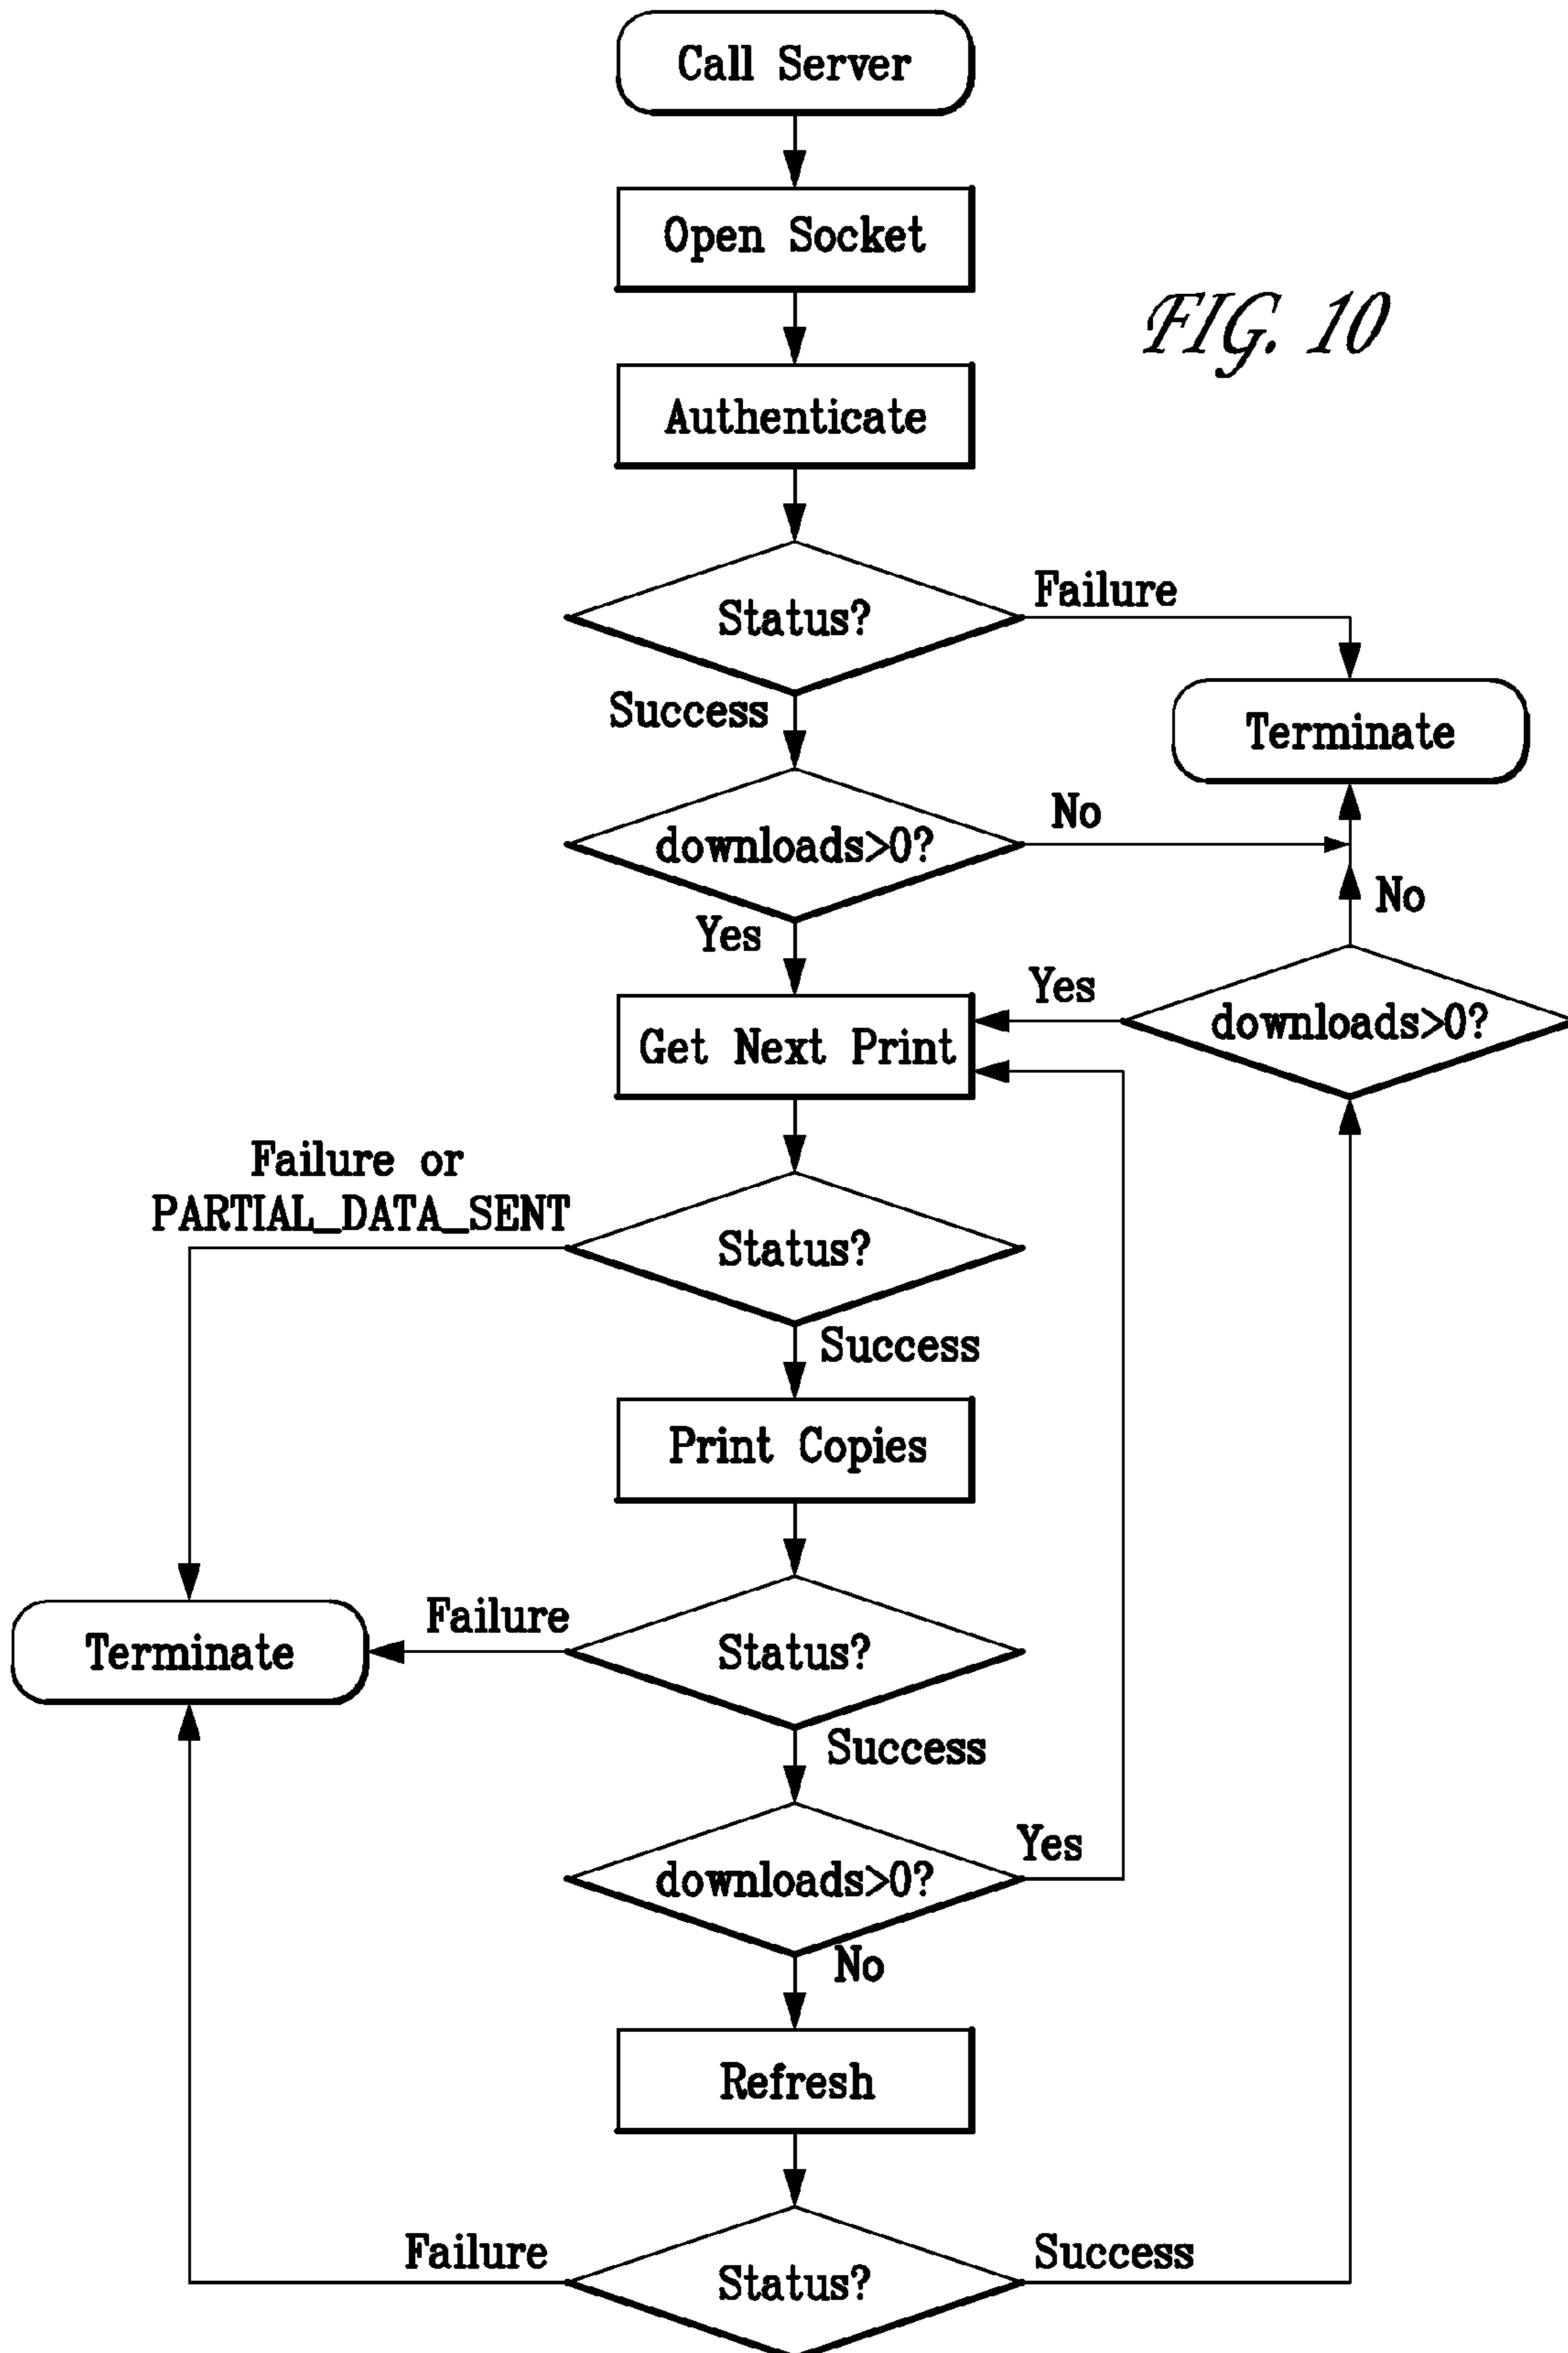 Call Server
Open Socket
FIG. 10
Authenticate
Status?
Failure
Success
Terminate
downloads>0?
No
No
Yes
Yes
downloads>0?
Get Next Print
Failure or
PARTIAL_DATA_SENT
Status?
Success
Print Copies
Failure
Terminate
Status?
Success
Yes
downloads>0?
No
Refresh
Failure
Success
Status?